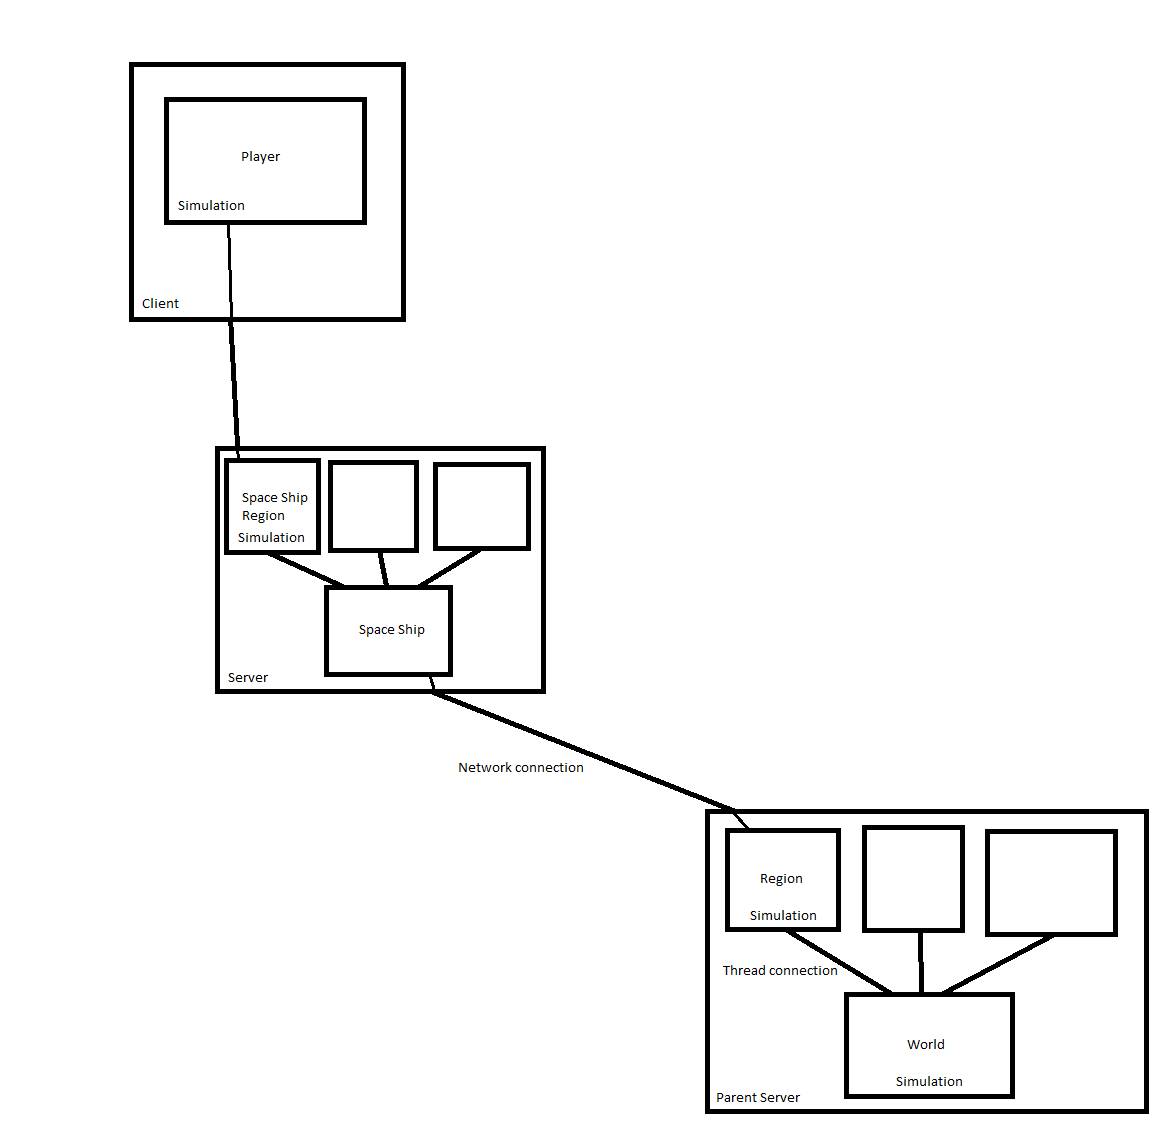 Player
Simulation
Client
Space Ship
Region
Simulation
Space Ship
Server
Network connection
Region
Simulation
Thread connection
World
Simulation
Parent Server